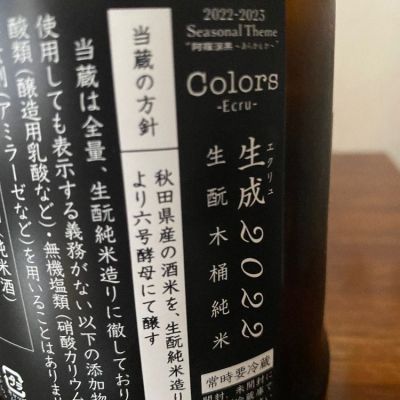 2022-2023
Seasonal Theme
Colors
-Ecru-
エクリュ
生成2022
生酛木桶純米
常時要冷蔵
当蔵の方針
秋田県産の酒米を、生酛純米造り
より六号酵母にて醸す
当蔵は全量、生酛純米造りに徹しており
使用しても表示する義務がない以下の添加物
酸類(醸造用乳酸など)・無機塩類(硝酸カリウム
(アミラーゼなど)を用いることはありま
純米酒)